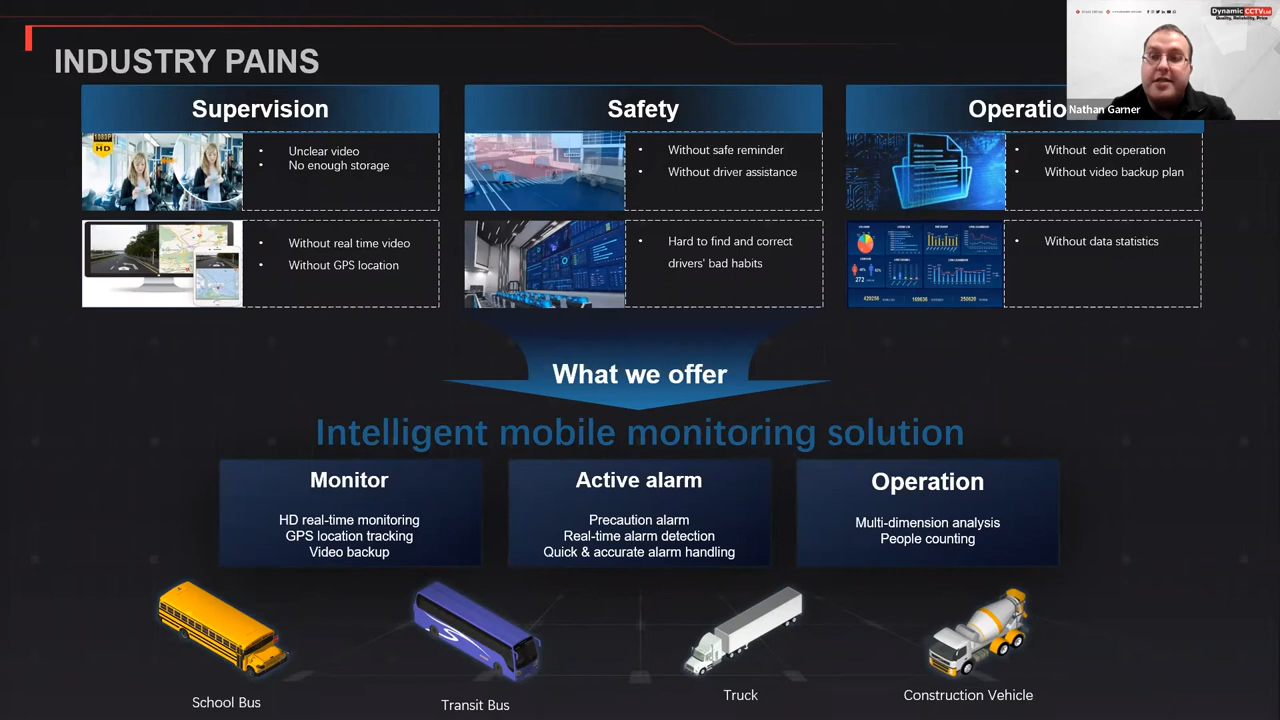 INDUSTRY PAINS
Dynamic CCTV Ltd
Quality, Reliability, Price
Nathan Garner
Supervision
Safety
Operatio
1080P
HD
• Unclear video
• No enough storage
• Without safe reminder
• Without driver assistance
Files
• Without edit operation
• Without video backup plan
• Without real time video
Without GPS location
• Hard to find and correct
drivers' bad habits
• Without data statistics
What we offer
Intelligent mobile monitoring solution
Monitor
HD real-time monitoring
GPS location tracking
Video backup
Active alarm
Precaution alarm
Real-time alarm detection
Quick & accurate alarm handling
Operation
Multi-dimension analysis
People counting
School Bus
Transit Bus
Truck
Construction Vehicle